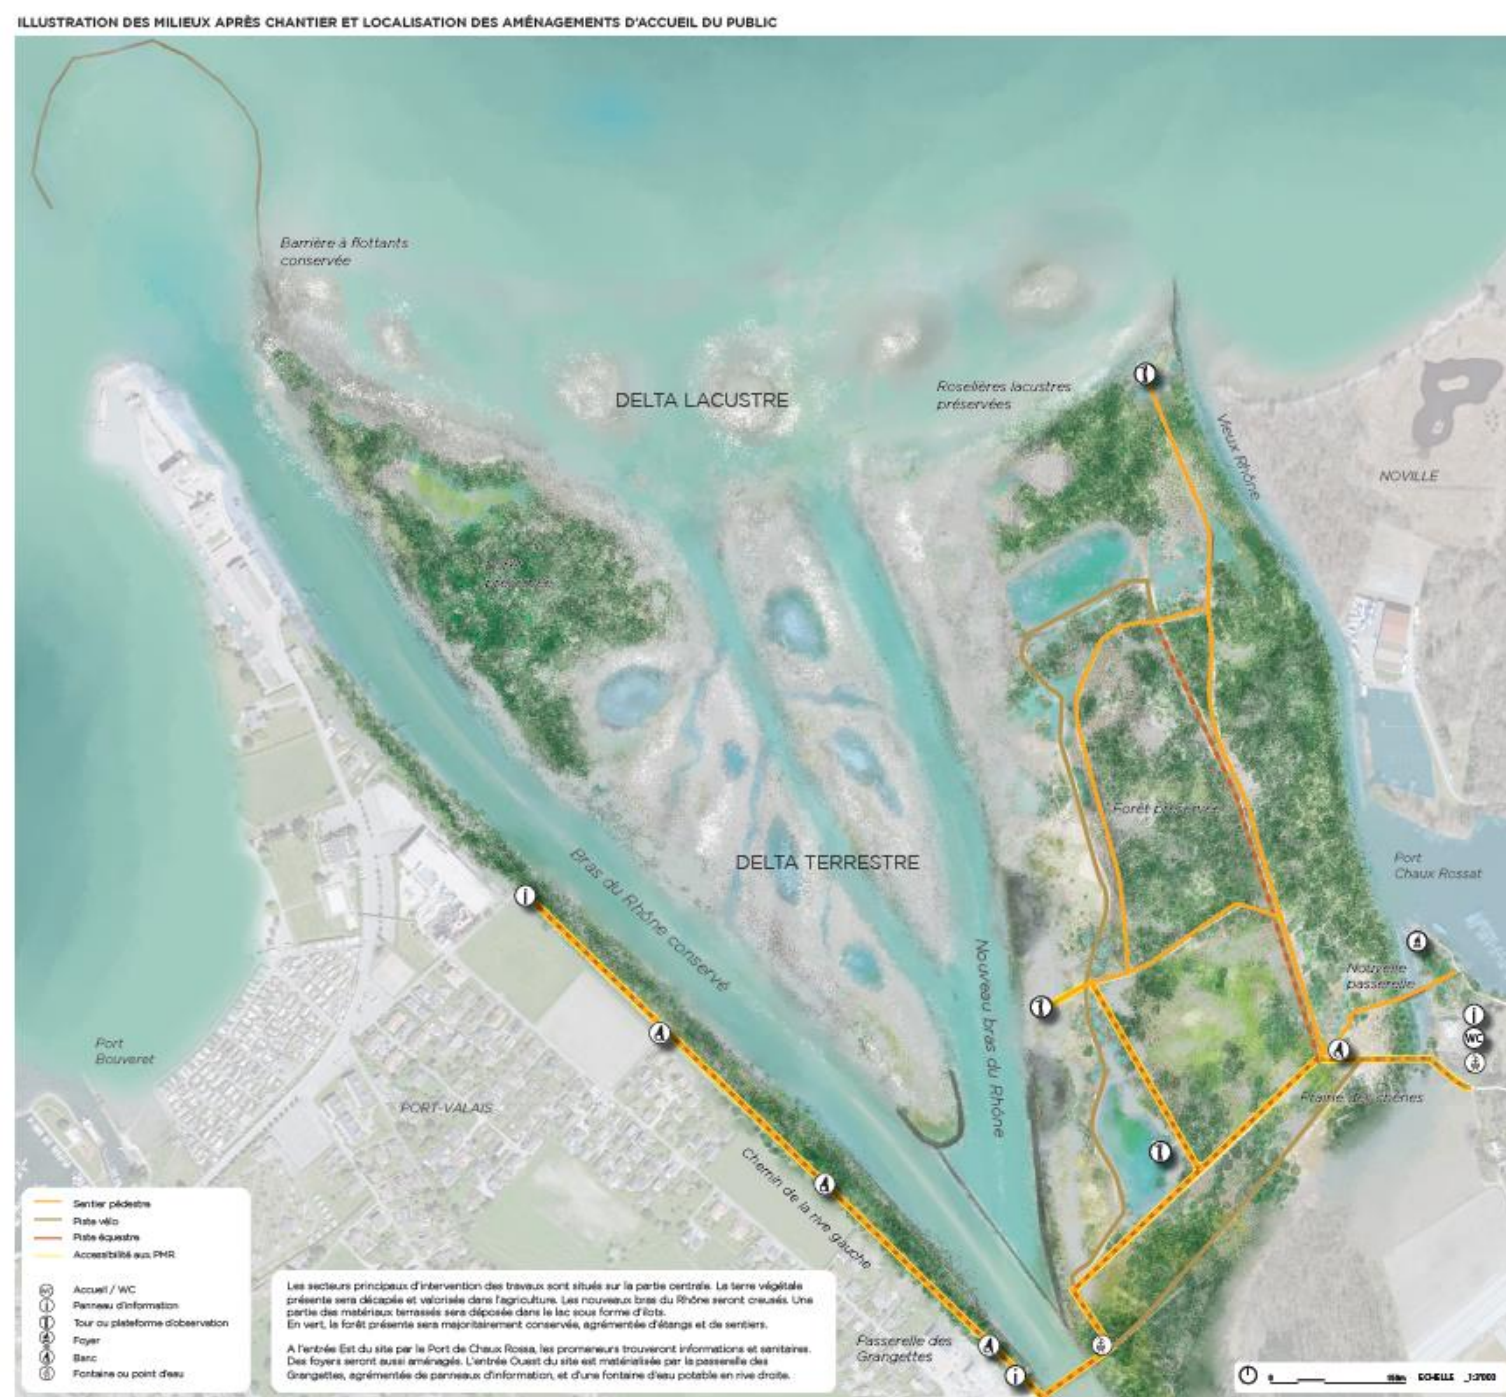 ILLUSTRATION DES MILIEUX APRÈS CHANTIER ET LOCALISATION DES AMÉNAGEMENTS D'ACCUEIL DU PUBLIC
Barrière à flottants
conservée
DELTA LACUSTRE
Roselières lacustres
préservées
Vieux Rhône
NOVILLE
préservée
Forêt préservée
DELTA TERRESTRE
Port
Chaux Rossat
Bras du Rhône conservé
Nouveau bras du Rhône
Nouvelle
passerelle
WC
Port
Bouveret
PORT-VALAIS
Prairie des chênes
Chemin de la rive gauche
Passerelle des
Grangettes
Sentier pédestre
Piste vélo
Piste équestre
Accessibilité aux PMR
Accueil / WC
Panneau d'information
Tour ou plateforme d'observation
Foyer
Banc
Fontaine ou point d'eau
Les secteurs principaux d'intervention des travaux sont situés sur la partie centrale. La terre végétale
présente sera décapée et valorisée dans l'agriculture. Les nouveaux bras du Rhône seront creusés. Une
partie des matériaux terrassés sera déposée dans le lac sous forme d'îlots.
En vert, la forêt présente sera majoritairement conservée, agrémentée d'étangs et de sentiers.
A l'entrée Est du site par le Port de Chaux Rossa, les promeneurs trouveront informations et sanitaires.
Des foyers seront aussi aménagés. L'entrée Ouest du site est matérialisée par la passerelle des
Grangettes, agrémentée de panneaux d'information, et d'une fontaine d'eau potable en rive droite.
0
ECHELLE